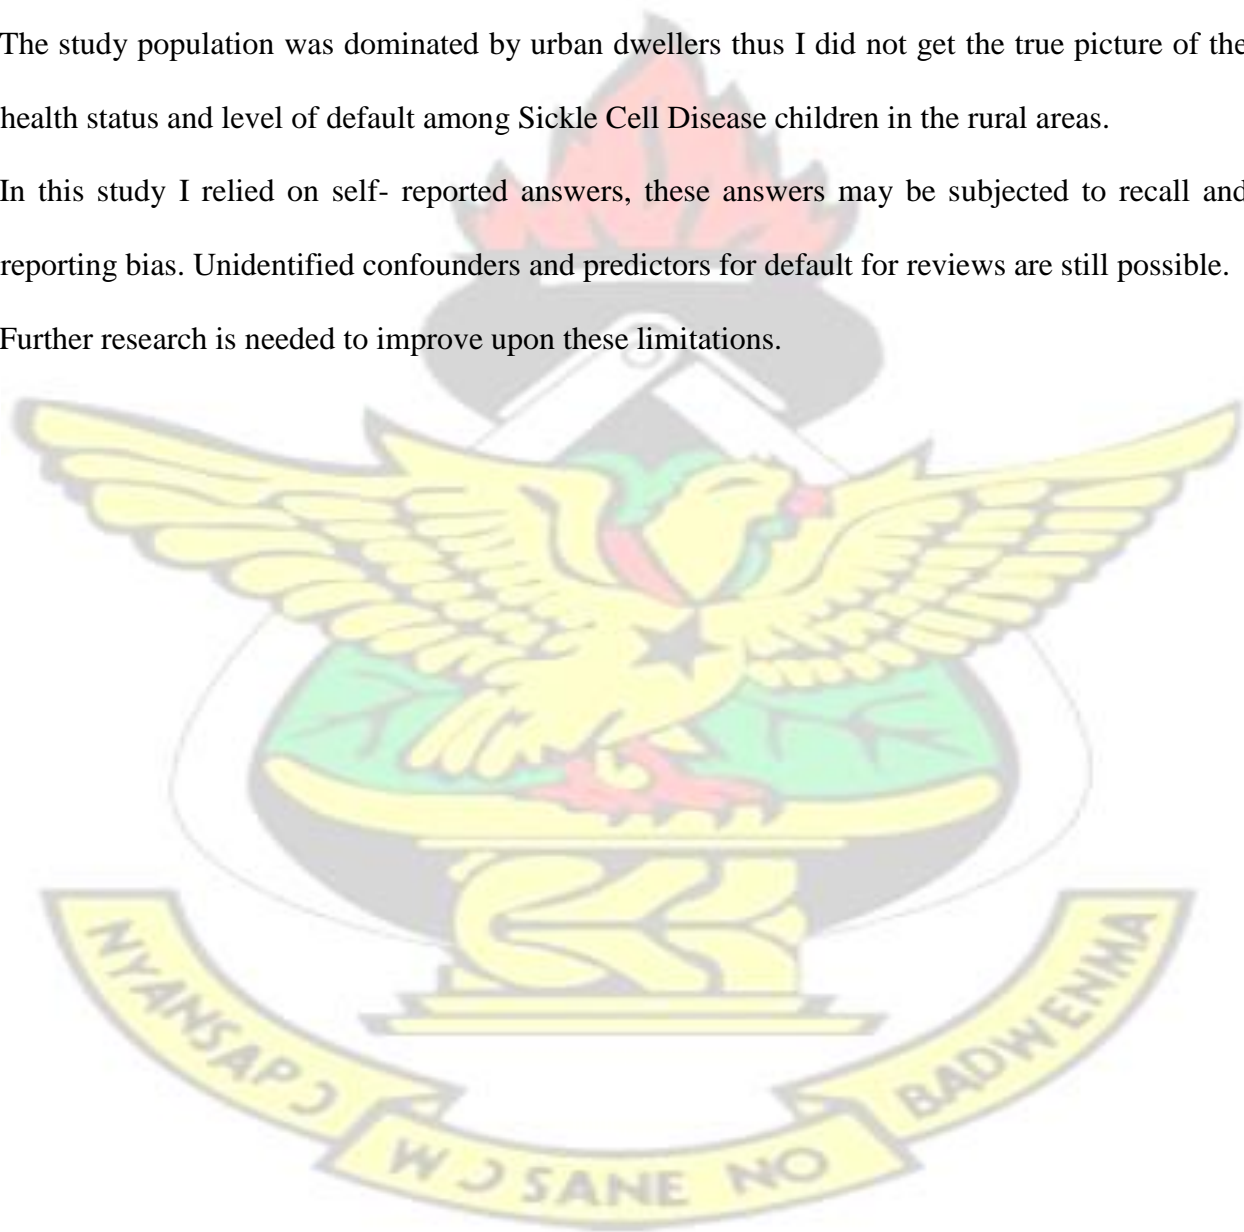 The study population was dominated by urban dwellers thus I did not get the true picture of the
health status and level of default among Sickle Cell Disease children in the rural areas.
In this study I relied on self- reported answers, these answers may be subjected to recall and
reporting bias. Unidentified confounders and predictors for default for reviews are still possible.
Further research is needed to improve upon these limitations.
NYANSAPƆ
WƆSANE NO
BADWENMA